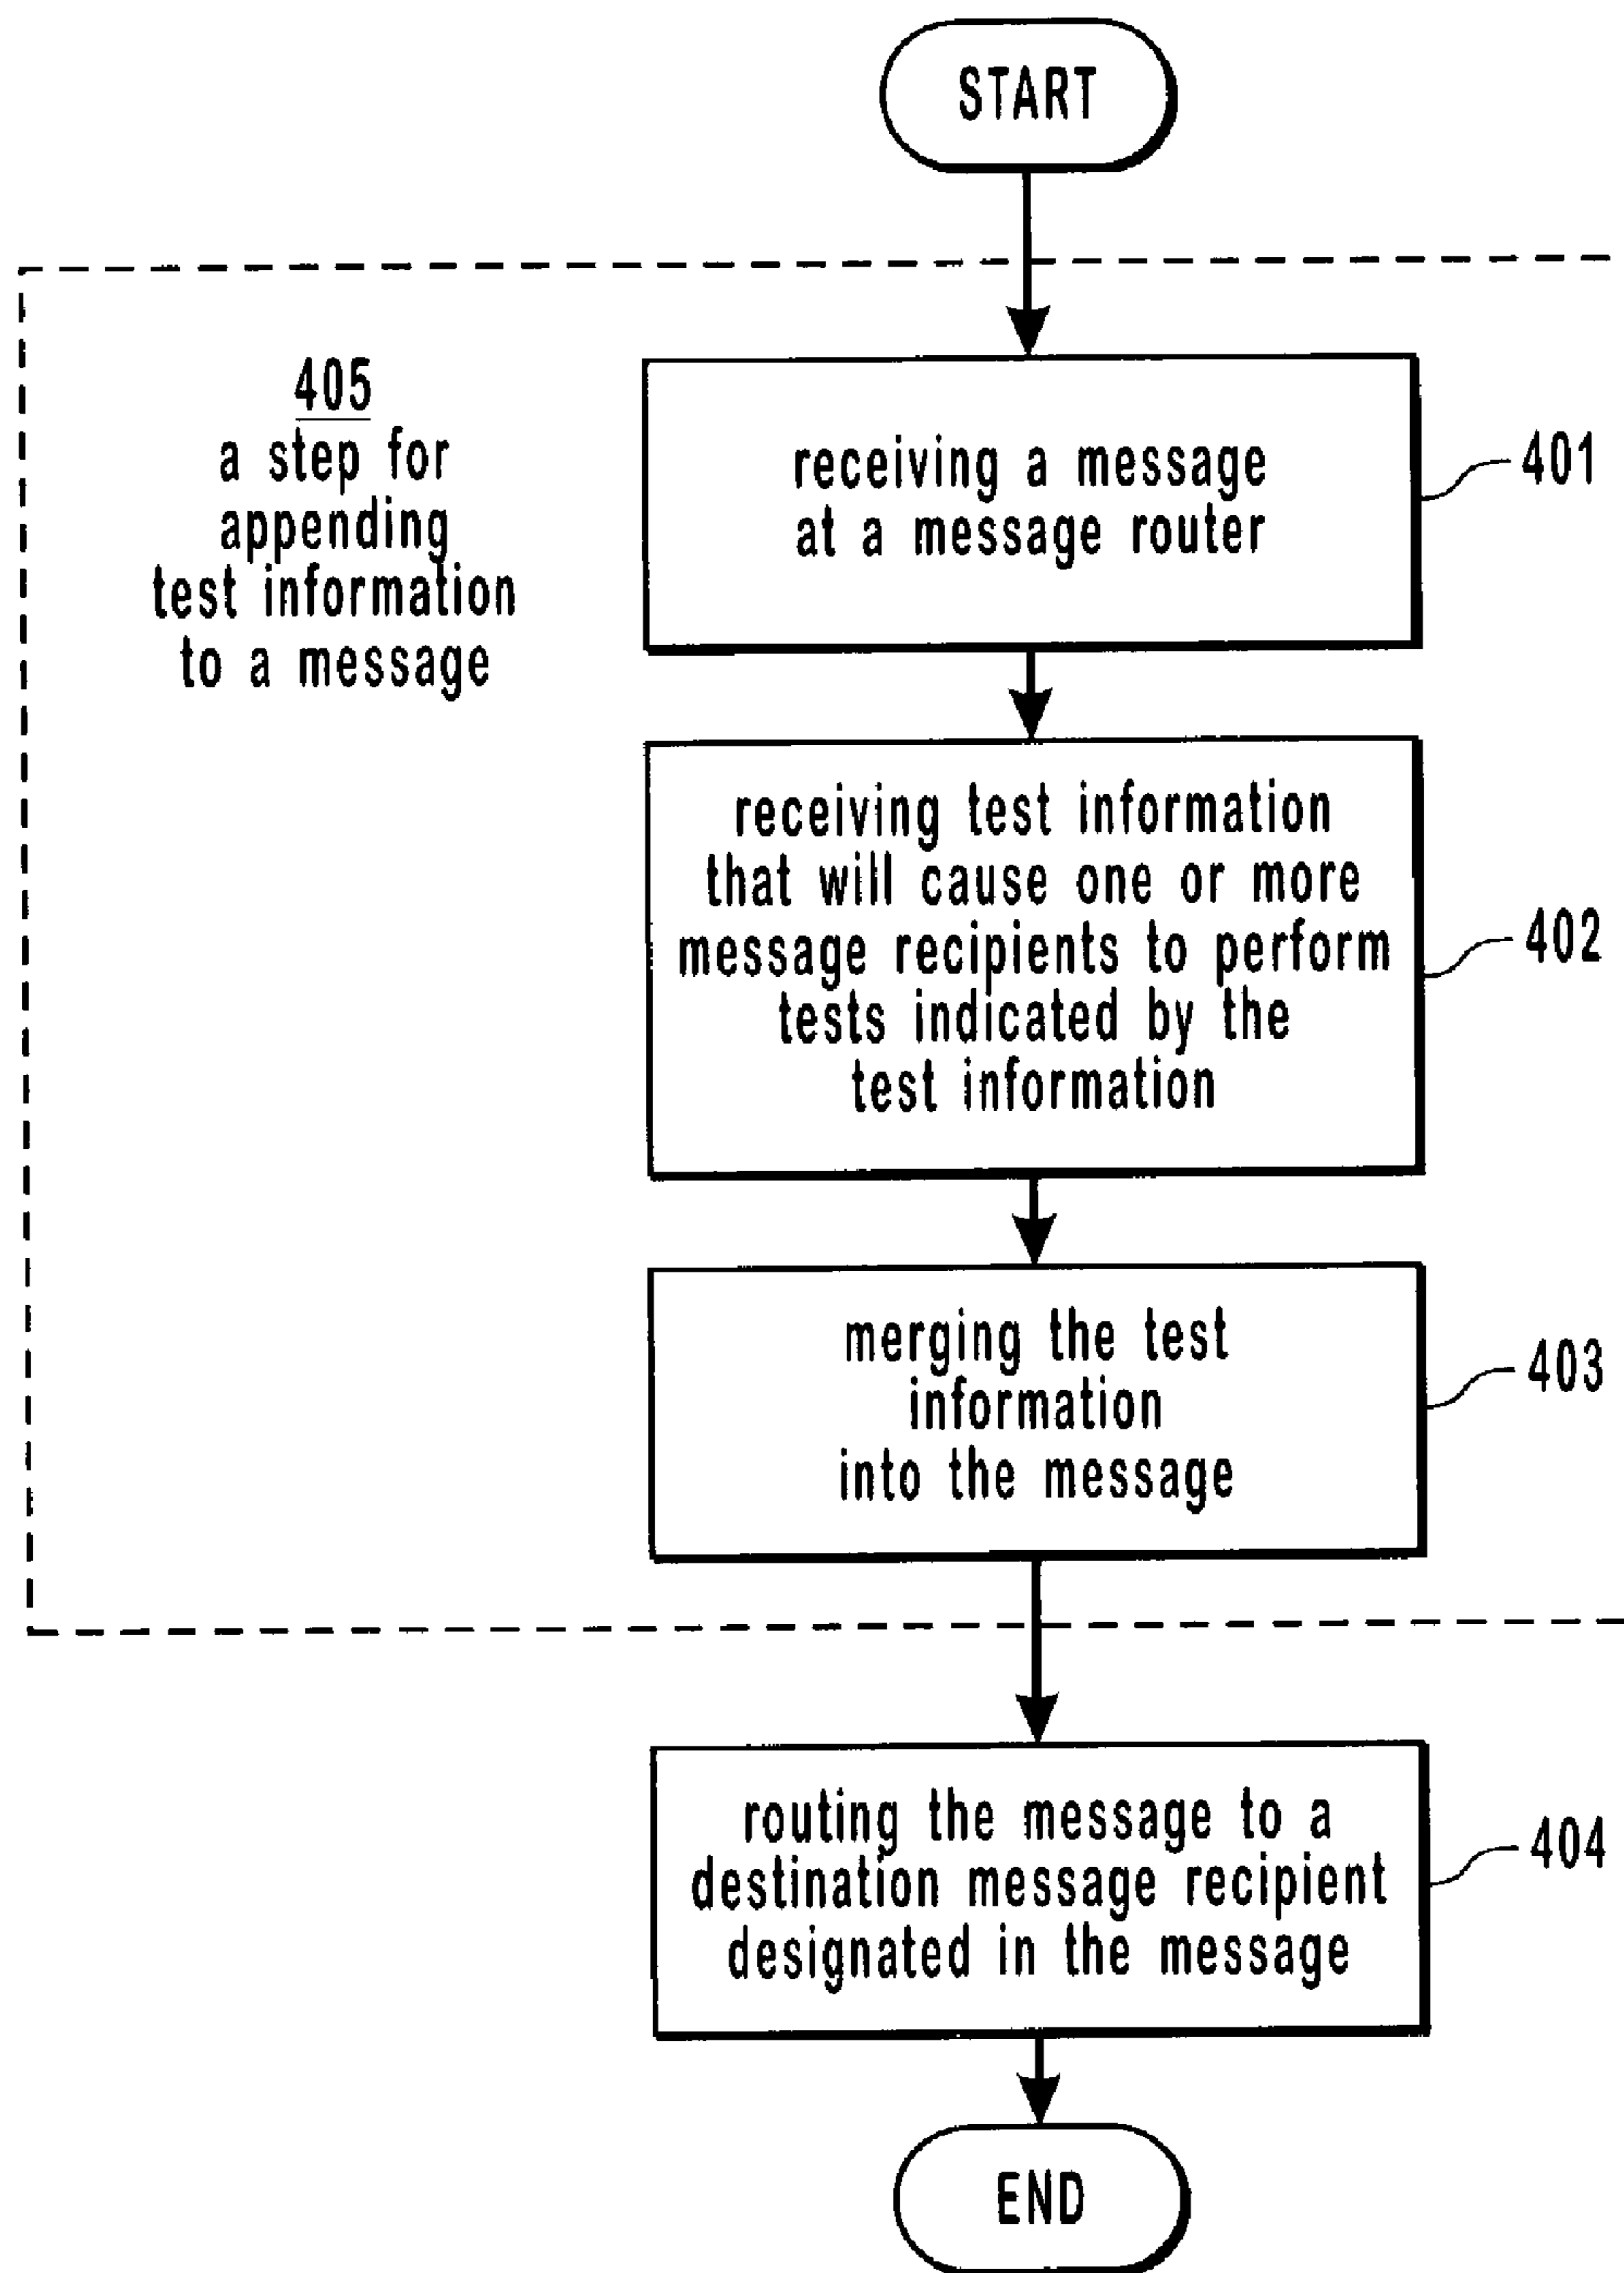 START
405
a step for
appending
test information
to a message
receiving a message
at a message router
401
receiving test information
that will cause one or more
message recipients to perform
tests indicated by the
test information
402
merging the test
information
into the message
403
routing the message to a
destination message recipient
designated in the message
404
END